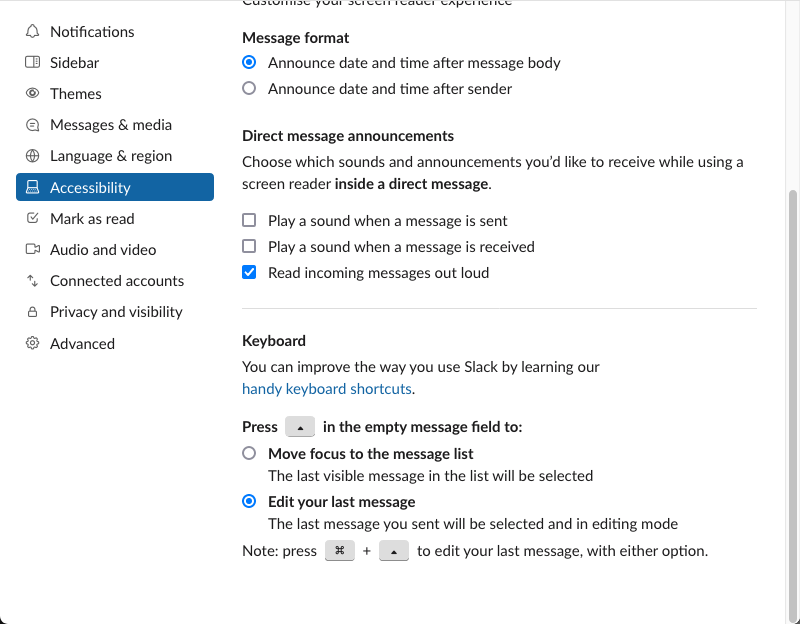 Customise your screen reader experience
Notifications
Sidebar
Themes
Messages & media
Language & region
Accessibility
Mark as read
Audio and video
Connected accounts
Privacy and visibility
Advanced
Message format
Announce date and time after message body
Announce date and time after sender
Direct message announcements
Choose which sounds and announcements you’d like to receive while using a
screen reader inside a direct message.
Play a sound when a message is sent
Play a sound when a message is received
Read incoming messages out loud
Keyboard
You can improve the way you use Slack by learning our
handy keyboard shortcuts.
Press ▲ in the empty message field to:
Move focus to the message list
The last visible message in the list will be selected
Edit your last message
The last message you sent will be selected and in editing mode
Note: press ⌘ + ▲ to edit your last message, with either option.